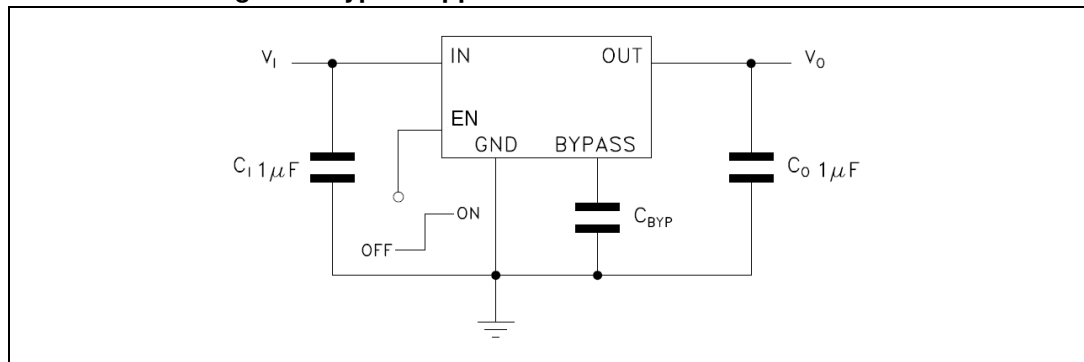 V_I
IN
OUT
V_O
EN
GND
BYPASS
C_I 1μF
C_O 1μF
C_BYP
ON
OFF